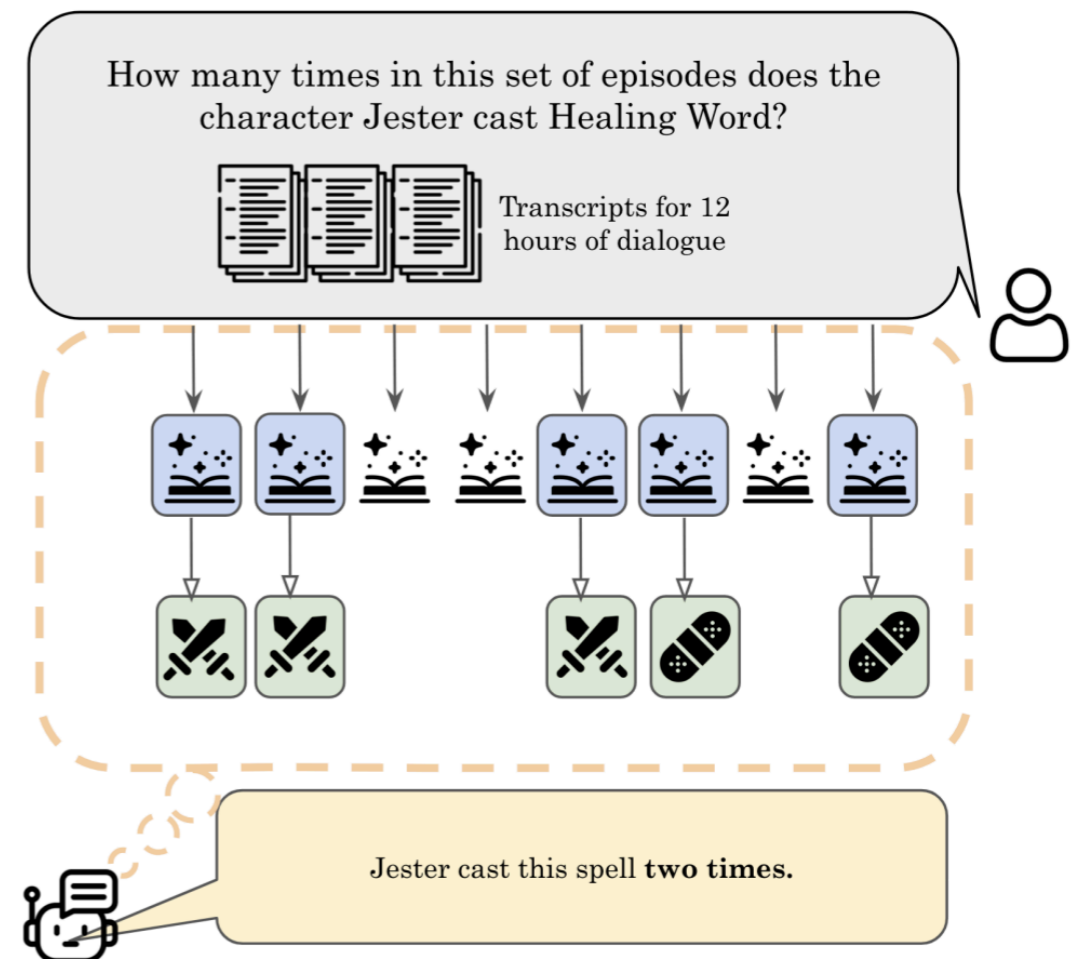 How many times in this set of episodes does the
character Jester cast Healing Word?
Transcripts for 12
hours of dialogue
Jester cast this spell two times.